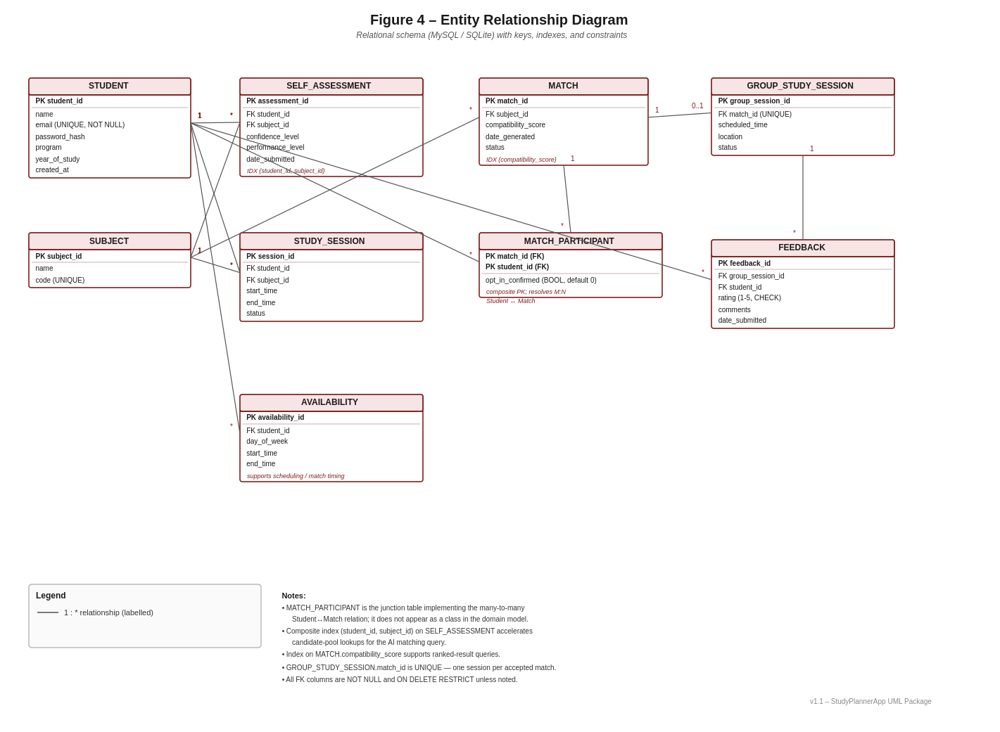 Figure 4 – Entity Relationship Diagram
Relational schema (MySQL / SQLite) with keys, indexes, and constraints
STUDENT
PK student_id
name
email (UNIQUE, NOT NULL)
password_hash
program
year_of_study
created_at
1
*
SELF_ASSESSMENT
PK assessment_id
FK student_id
FK subject_id
confidence_level
performance_level
date_submitted
IDX (student_id, subject_id)
*
MATCH
PK match_id
FK subject_id
compatibility_score
date_generated
status
IDX (compatibility_score)
1
1
0..1
GROUP_STUDY_SESSION
PK group_session_id
FK match_id (UNIQUE)
scheduled_time
location
status
1
SUBJECT
PK subject_id
name
code (UNIQUE)
1
*
STUDY_SESSION
PK session_id
FK student_id
FK subject_id
start_time
end_time
status
*
*
MATCH_PARTICIPANT
PK match_id (FK)
PK student_id (FK)
opt_in_confirmed (BOOL, default 0)
composite PK; resolves M:N
Student ↔ Match
*
*
FEEDBACK
PK feedback_id
FK group_session_id
FK student_id
rating (1-5, CHECK)
comments
date_submitted
*
AVAILABILITY
PK availability_id
FK student_id
day_of_week
start_time
end_time
supports scheduling / match timing
Legend
1 : * relationship (labelled)
Notes:
• MATCH_PARTICIPANT is the junction table implementing the many-to-many
Student↔Match relation; it does not appear as a class in the domain model.
• Composite index (student_id, subject_id) on SELF_ASSESSMENT accelerates
candidate-pool lookups for the AI matching query.
• Index on MATCH.compatibility_score supports ranked-result queries.
• GROUP_STUDY_SESSION.match_id is UNIQUE — one session per accepted match.
• All FK columns are NOT NULL and ON DELETE RESTRICT unless noted.
v1.1 – StudyPlannerApp UML Package